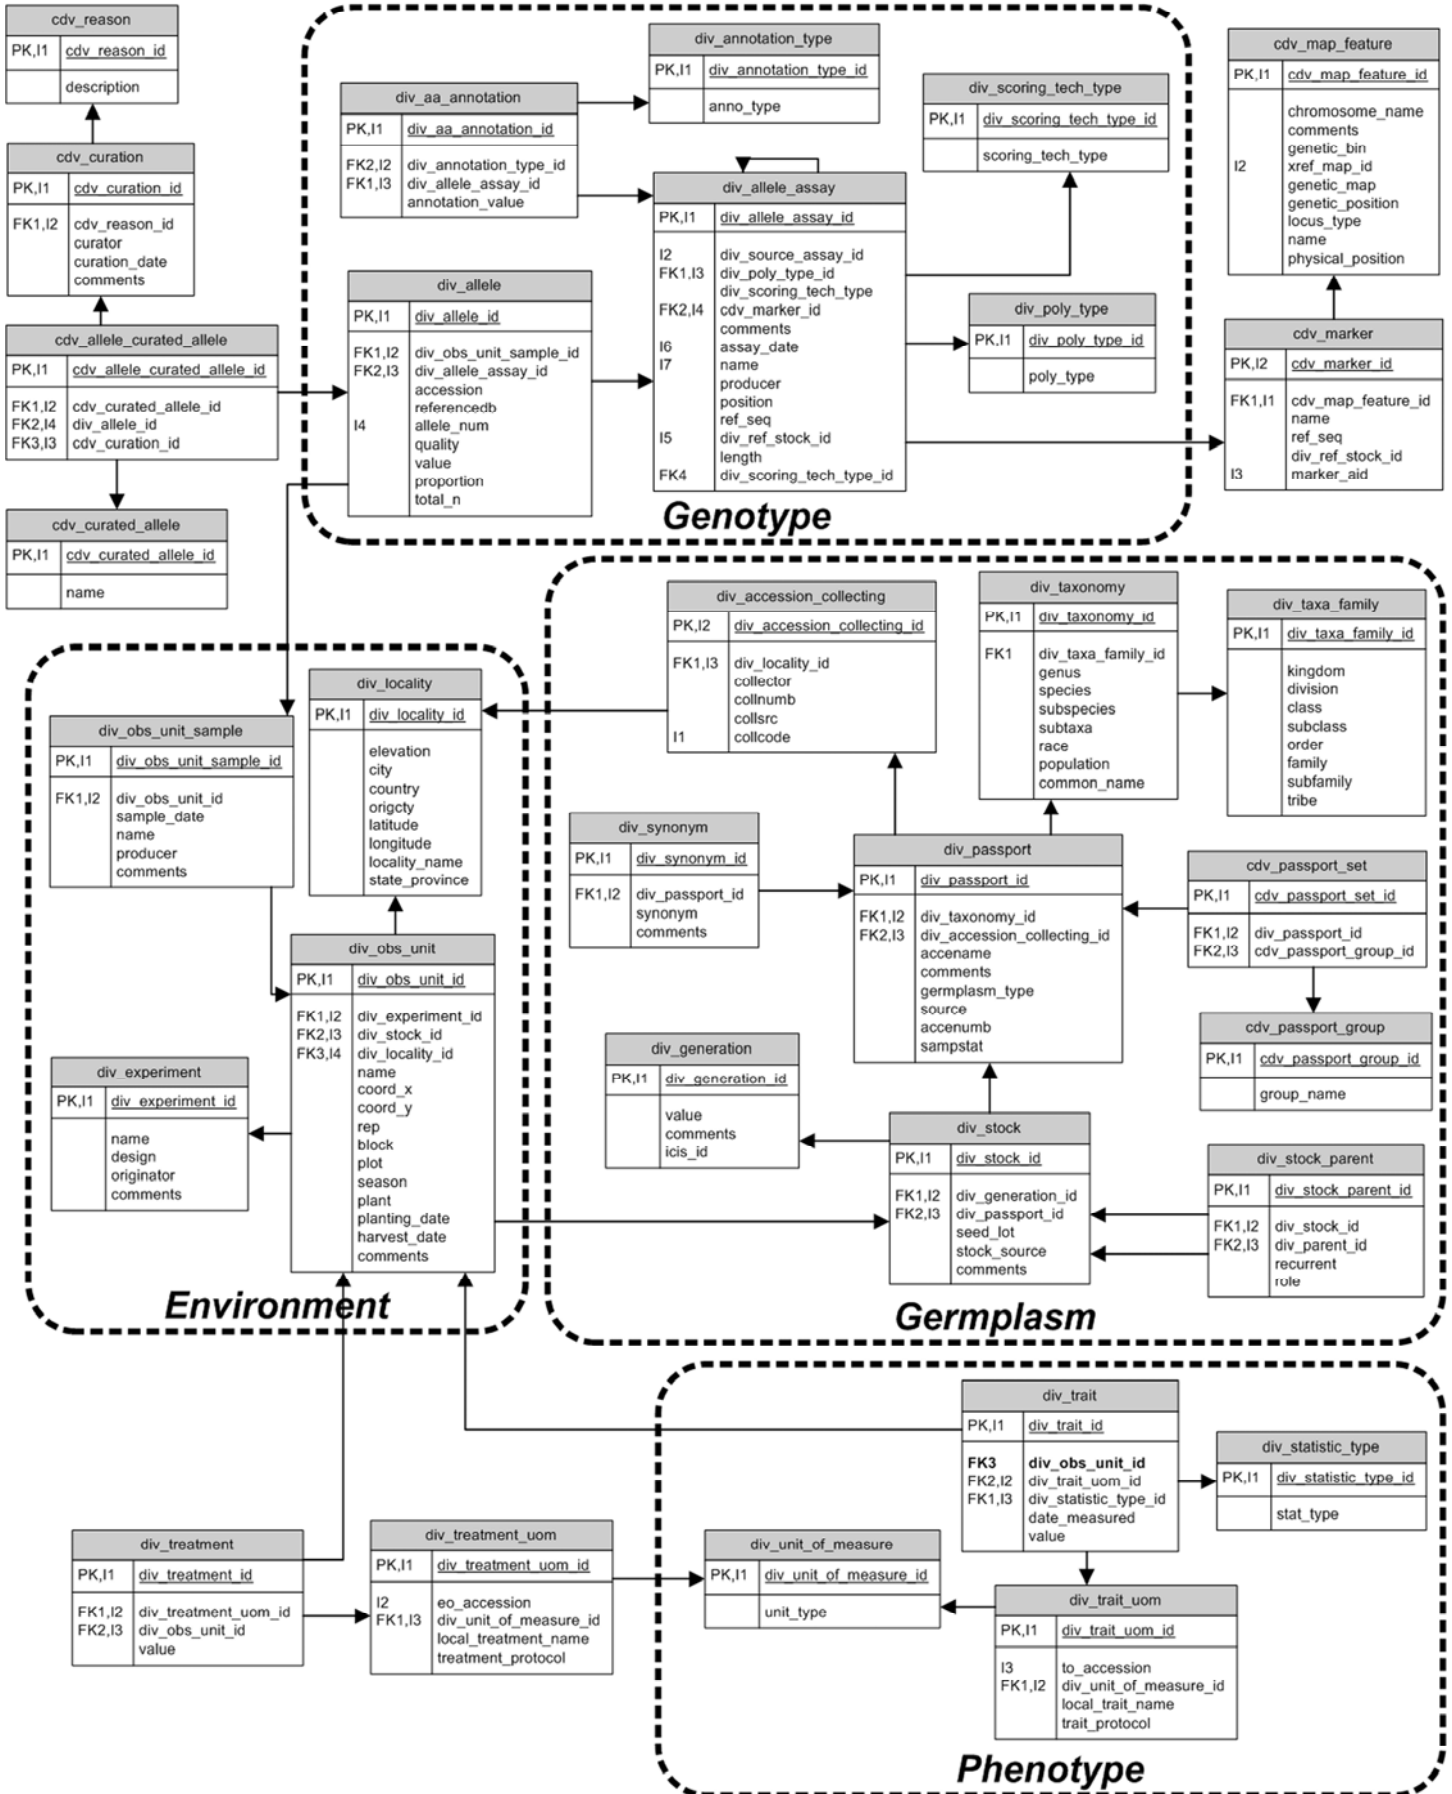 cdv_reason
PK,I1 cdv_reason_id
description
cdv_curation
PK,I1 cdv_curation_id
FK1,I2 cdv_reason_id
curator
curation_date
comments
cdv_allele_curated_allele
PK,I1 cdv_allele_curated_allele_id
FK1,I2 cdv_curated_allele_id
FK2,I4 div_allele_id
FK3,I3 cdv_curation_id
cdv_curated_allele
PK,I1 cdv_curated_allele_id
name
div_annotation_type
PK,I1 div_annotation_type_id
anno_type
div_aa_annotation
PK,I1 div_aa_annotation_id
FK2,I2 div_annotation_type_id
FK1,I3 div_allele_assay_id
annotation_value
div_scoring_tech_type
PK,I1 div_scoring_tech_type_id
scoring_tech_type
div_allele_assay
PK,I1 div_allele_assay_id
I2 div_source_assay_id
FK1,I3 div_poly_type_id
div_scoring_tech_type
FK2,I4 cdv_marker_id
comments
I6 assay_date
I7 name
producer
position
ref_seq
I5 div_ref_stock_id
length
FK4 div_scoring_tech_type_id
div_allele
PK,I1 div_allele_id
FK1,I2 div_obs_unit_sample_id
FK2,I3 div_allele_assay_id
accession
referencedb
I4 allele_num
quality
value
proportion
total_n
div_poly_type
PK,I1 div_poly_type_id
poly_type
Genotype
cdv_map_feature
PK,I1 cdv_map_feature_id
chromosome_name
comments
genetic_bin
I2 xref_map_id
genetic_map
genetic_position
locus_type
name
physical_position
cdv_marker
PK,I2 cdv_marker_id
FK1,I1 cdv_map_feature_id
name
ref_seq
div_ref_stock_id
I3 marker_aid
div_locality
PK,I1 div_locality_id
elevation
city
country
origcty
latitude
longitude
locality_name
state_province
div_obs_unit_sample
PK,I1 div_obs_unit_sample_id
FK1,I2 div_obs_unit_id
sample_date
name
producer
comments
div_obs_unit
PK,I1 div_obs_unit_id
FK1,I2 div_experiment_id
FK2,I3 div_stock_id
FK3,I4 div_locality_id
name
coord_x
coord_y
rep
block
plot
season
plant
planting_date
harvest_date
comments
div_experiment
PK,I1 div_experiment_id
name
design
originator
comments
Environment
div_accession_collecting
PK,I2 div_accession_collecting_id
FK1,I3 div_locality_id
collector
collnumb
collsrc
I1 collcode
div_taxonomy
PK,I1 div_taxonomy_id
FK1 div_taxa_family_id
genus
species
subspecies
subtaxa
race
population
common_name
div_taxa_family
PK,I1 div_taxa_family_id
kingdom
division
class
subclass
order
family
subfamily
tribe
div_synonym
PK,I1 div_synonym_id
FK1,I2 div_passport_id
synonym
comments
div_passport
PK,I1 div_passport_id
FK1,I2 div_taxonomy_id
FK2,I3 div_accession_collecting_id
accename
comments
germplasm_type
source
accenumb
sampstat
cdv_passport_set
PK,I1 cdv_passport_set_id
FK1,I2 div_passport_id
FK2,I3 cdv_passport_group_id
cdv_passport_group
PK,I1 cdv_passport_group_id
group_name
div_generation
PK,I1 div_generation_id
value
comments
icis_id
div_stock
PK,I1 div_stock_id
FK1,I2 div_generation_id
FK2,I3 div_passport_id
seed_lot
stock_source
comments
div_stock_parent
PK,I1 div_stock_parent_id
FK1,I2 div_stock_id
FK2,I3 div_parent_id
recurrent
role
Germplasm
div_trait
PK,I1 div_trait_id
FK3 div_obs_unit_id
FK2,I2 div_trait_uom_id
FK1,I3 div_statistic_type_id
date_measured
value
div_statistic_type
PK,I1 div_statistic_type_id
stat_type
div_treatment
PK,I1 div_treatment_id
FK1,I2 div_treatment_uom_id
FK2,I3 div_obs_unit_id
value
div_treatment_uom
PK,I1 div_treatment_uom_id
I2 eo_accession
FK1,I3 div_unit_of_measure_id
local_treatment_name
treatment_protocol
div_unit_of_measure
PK,I1 div_unit_of_measure_id
unit_type
div_trait_uom
PK,I1 div_trait_uom_id
I3 to_accession
FK1,I2 div_unit_of_measure_id
local_trait_name
trait_protocol
Phenotype